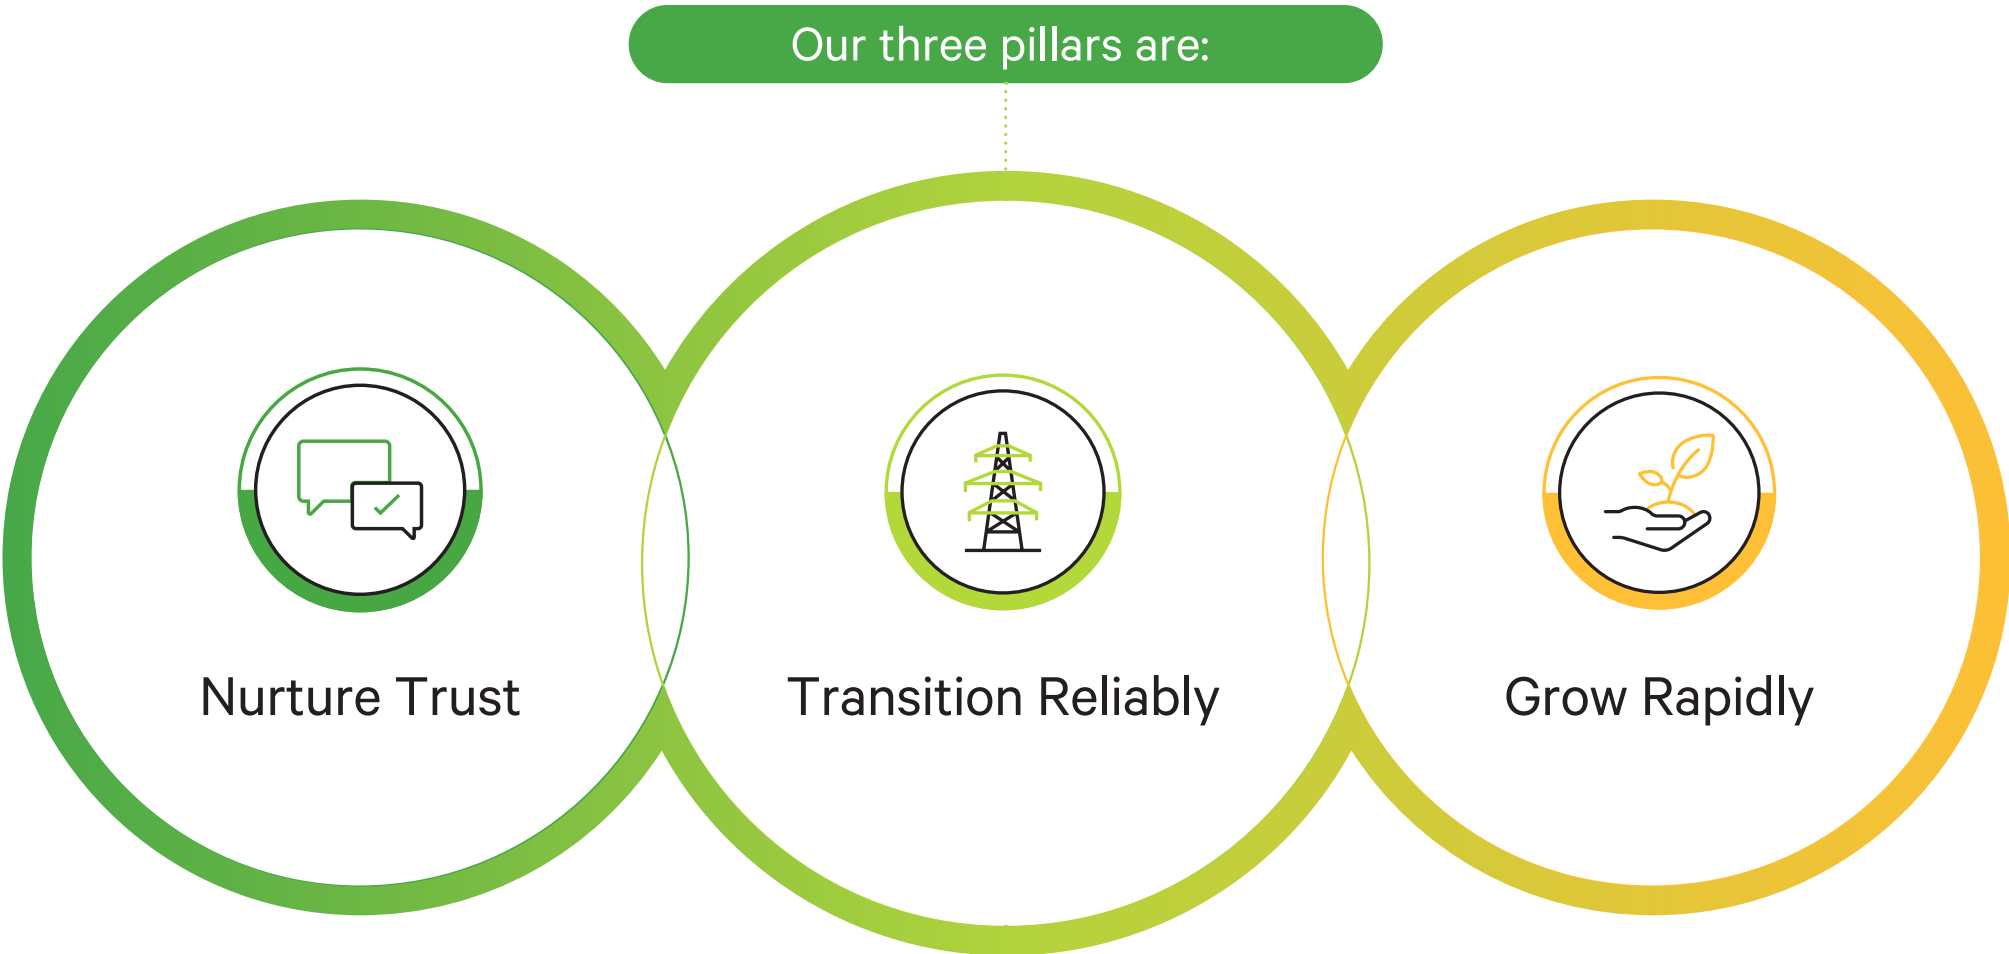 Our three pillars are:
Nurture Trust
Transition Reliably
Grow Rapidly